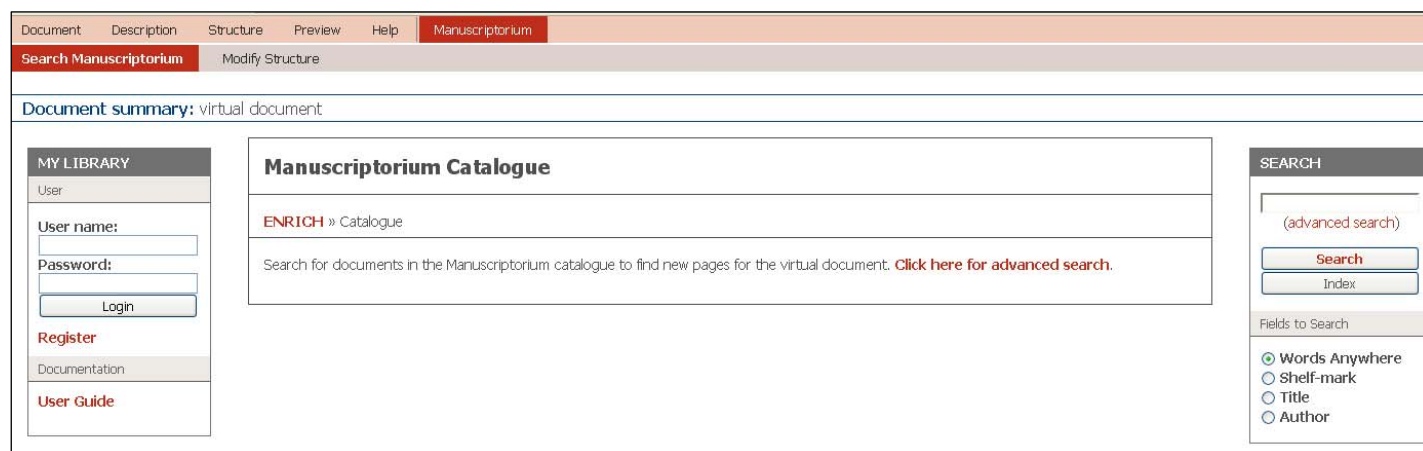 Document Description Structure Preview Help Manuscriptorium
Search Manuscriptorium Modify Structure
Document summary: virtual document
MY LIBRARY
User
User name:
Password:
Login
Register
Documentation
User Guide
Manuscriptorium Catalogue
ENRICH » Catalogue
Search for documents in the Manuscriptorium catalogue to find new pages for the virtual document. Click here for advanced search.
SEARCH
(advanced search)
Search
Index
Fields to Search
Words Anywhere
Shelf-mark
Title
Author